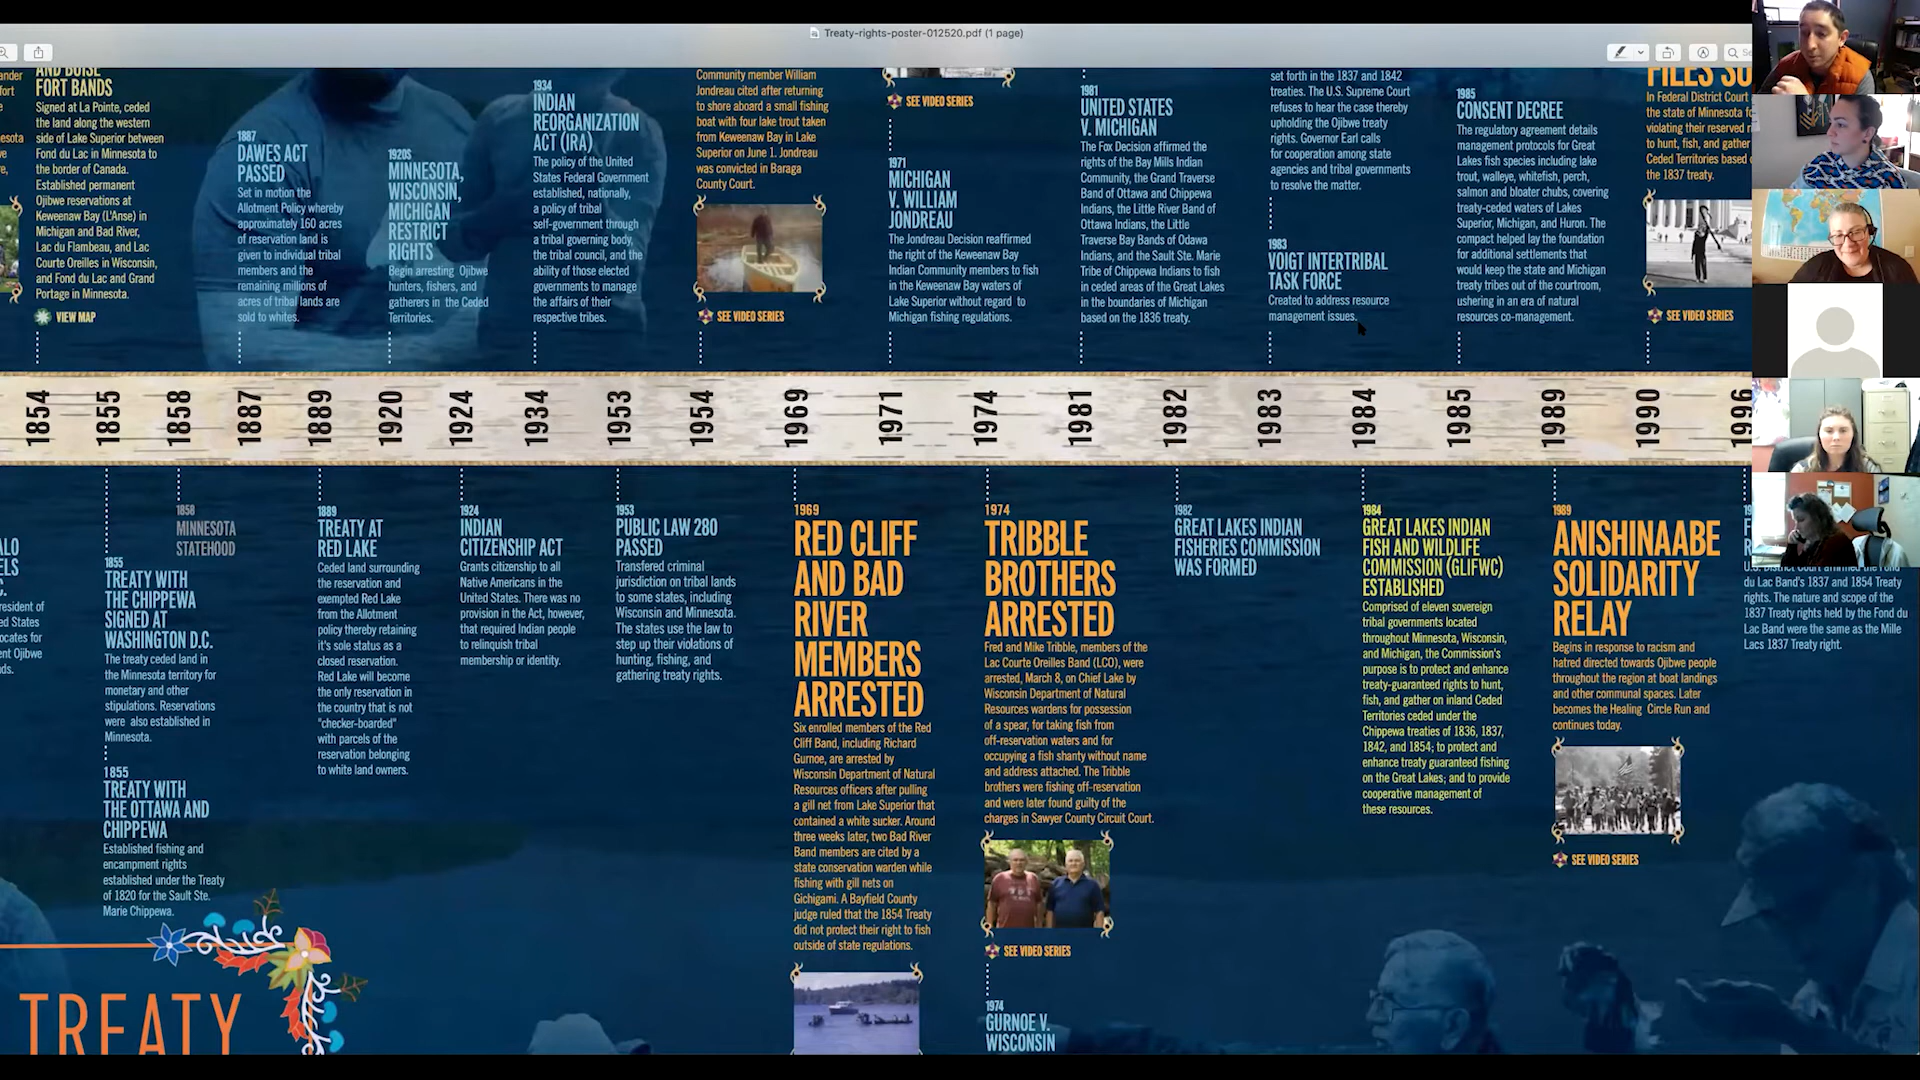 Treaty-rights-poster-012520.pdf (1 page)
AND BOISE
FORT BANDS
Signed at La Pointe, ceded
the land along the western
side of Lake Superior between
Fond du Lac in Minnesota to
the border of Canada.
Established permanent
Ojibwe reservations at
Keweenaw Bay (L'Anse) in
Michigan and Bad River,
Lac du Flambeau, and Lac
Courte Oreilles in Wisconsin,
and Fond du Lac and Grand
Portage in Minnesota.
VIEW MAP
1887
DAWES ACT
PASSED
Set in motion the
Allotment Policy whereby
approximately 160 acres
of reservation land is
given to individual tribal
members and the
remaining millions of
acres of tribal lands are
sold to whites.
1920S
MINNESOTA,
WISCONSIN,
MICHIGAN
RESTRICT
RIGHTS
Begin arresting Ojibwe
hunters, fishers, and
gatherers in the Ceded
Territories.
1934
INDIAN
REORGANIZATION
ACT (IRA)
The policy of the United
States Federal Government
established, nationally,
a policy of tribal
self-government through
a tribal governing body,
the tribal council, and the
ability of those elected
governments to manage
the affairs of their
respective tribes.
Community member William
Jondreau cited after returning
to shore aboard a small fishing
boat with four lake trout taken
from Keweenaw Bay in Lake
Superior on June 1. Jondreau
was convicted in Baraga
County Court.
SEE VIDEO SERIES
SEE VIDEO SERIES
1971
MICHIGAN
V. WILLIAM
JONDREAU
The Jondreau Decision reaffirmed
the right of the Keweenaw Bay
Indian Community members to fish
in the Keweenaw Bay waters of
Lake Superior without regard to
Michigan fishing regulations.
1981
UNITED STATES
V. MICHIGAN
The Fox Decision affirmed the
rights of the Bay Mills Indian
Community, the Grand Traverse
Band of Ottawa and Chippewa
Indians, the Little River Band of
Ottawa Indians, the Little
Traverse Bay Bands of Odawa
Indians, and the Sault Ste. Marie
Tribe of Chippewa Indians to fish
in ceded areas of the Great Lakes
in the boundaries of Michigan
based on the 1836 treaty.
set forth in the 1837 and 1842
treaties. The U.S. Supreme Court
refuses to hear the case thereby
upholding the Ojibwe treaty
rights. Governor Earl calls
for cooperation among state
agencies and tribal governments
to resolve the matter.
1983
VOIGT INTERTRIBAL
TASK FORCE
Created to address resource
management issues.
1985
CONSENT DECREE
The regulatory agreement details
management protocols for Great
Lakes fish species including lake
trout, walleye, whitefish, perch,
salmon and bloater chubs, covering
treaty-ceded waters of Lakes
Superior, Michigan, and Huron. The
compact helped lay the foundation
for additional settlements that
would keep the state and Michigan
treaty tribes out of the courtroom,
ushering in an era of natural
resources co-management.
FILES SU
In Federal District Court
the state of Minnesota fo
violating their reserved r
to hunt, fish, and gather
Ceded Territories based
the 1837 treaty.
SEE VIDEO SERIES
1854 1855 1858 1887 1889 1920 1924 1934 1953 1954 1969 1971 1974 1981 1982 1983 1984 1985 1989 1990 1996
1858
MINNESOTA
STATEHOOD
1855
TREATY WITH
THE CHIPPEWA
SIGNED AT
WASHINGTON D.C.
The treaty ceded land in
the Minnesota territory for
monetary and other
stipulations. Reservations
were also established in
Minnesota.
1855
TREATY WITH
THE OTTAWA AND
CHIPPEWA
Established fishing and
encampment rights
established under the Treaty
of 1820 for the Sault Ste.
Marie Chippewa.
1889
TREATY AT
RED LAKE
Ceded land surrounding
the reservation and
exempted Red Lake
from the Allotment
policy thereby retaining
it's sole status as a
closed reservation.
Red Lake will become
the only reservation in
the country that is not
"checker-boarded"
with parcels of the
reservation belonging
to white land owners.
1924
INDIAN
CITIZENSHIP ACT
Grants citizenship to all
Native Americans in the
United States. There was no
provision in the Act, however,
that required Indian people
to relinquish tribal
membership or identity.
1953
PUBLIC LAW 280
PASSED
Transfered criminal
jurisdiction on tribal lands
to some states, including
Wisconsin and Minnesota.
The states use the law to
step up their violations of
hunting, fishing, and
gathering treaty rights.
1969
RED CLIFF
AND BAD
RIVER
MEMBERS
ARRESTED
Six enrolled members of the Red
Cliff Band, including Richard
Gurnoe, are arrested by
Wisconsin Department of Natural
Resources officers after pulling
a gill net from Lake Superior that
contained a white sucker. Around
three weeks later, two Bad River
Band members are cited by a
state conservation warden while
fishing with gill nets on
Gichigami. A Bayfield County
judge ruled that the 1854 Treaty
did not protect their right to fish
outside of state regulations.
1974
TRIBBLE
BROTHERS
ARRESTED
Fred and Mike Tribble, members of the
Lac Courte Oreilles Band (LCO), were
arrested, March 8, on Chief Lake by
Wisconsin Department of Natural
Resources wardens for possession
of a spear, for taking fish from
off-reservation waters and for
occupying a fish shanty without name
and address attached. The Tribble
brothers were fishing off-reservation
and were later found guilty of the
charges in Sawyer County Circuit Court.
SEE VIDEO SERIES
1974
GURNOE V.
WISCONSIN
1982
GREAT LAKES INDIAN
FISHERIES COMMISSION
WAS FORMED
1984
GREAT LAKES INDIAN
FISH AND WILDLIFE
COMMISSION (GLIFWC)
ESTABLISHED
Comprised of eleven sovereign
tribal governments located
throughout Minnesota, Wisconsin,
and Michigan, the Commission's
purpose is to protect and enhance
treaty-guaranteed rights to hunt,
fish, and gather on inland Ceded
Territories ceded under the
Chippewa treaties of 1836, 1837,
1842, and 1854; to protect and
enhance treaty guaranteed fishing
on the Great Lakes; and to provide
cooperative management of
these resources.
1989
ANISHINAABE
SOLIDARITY
RELAY
Begins in response to racism and
hatred directed towards Ojibwe people
throughout the region at boat landings
and other communal spaces. Later
becomes the Healing Circle Run and
continues today.
SEE VIDEO SERIES
du Lac Band's 1837 and 1854 Treaty
rights. The nature and scope of the
1837 Treaty rights held by the Fond du
Lac Band were the same as the Mille
Lacs 1837 Treaty right.
TREATY